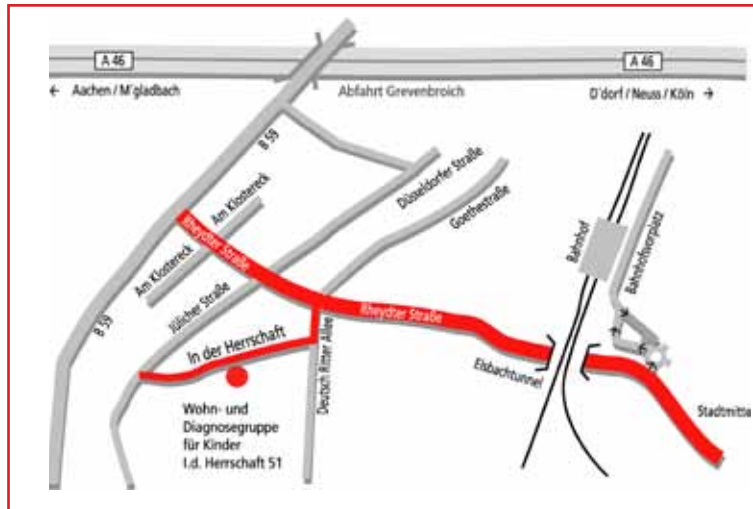 A 46
A 46
← Aachen / M´gladbach
Abfahrt Grevenbroich
D´dorf / Neuss / Köln →
B 59
Düsseldorfer Straße
Goethestraße
Am Klostereck
Am Klostereck
Rheydter Straße
Jülicher Straße
Bahnhof
Bahnhofsvorplatz
B 59
Rheydter Straße
In der Herrschaft
Deutsch Ritter Allee
Elsbachtunnel
Stadtmitte
Wohn- und
Diagnosegruppe
für Kinder
I.d. Herrschaft 51